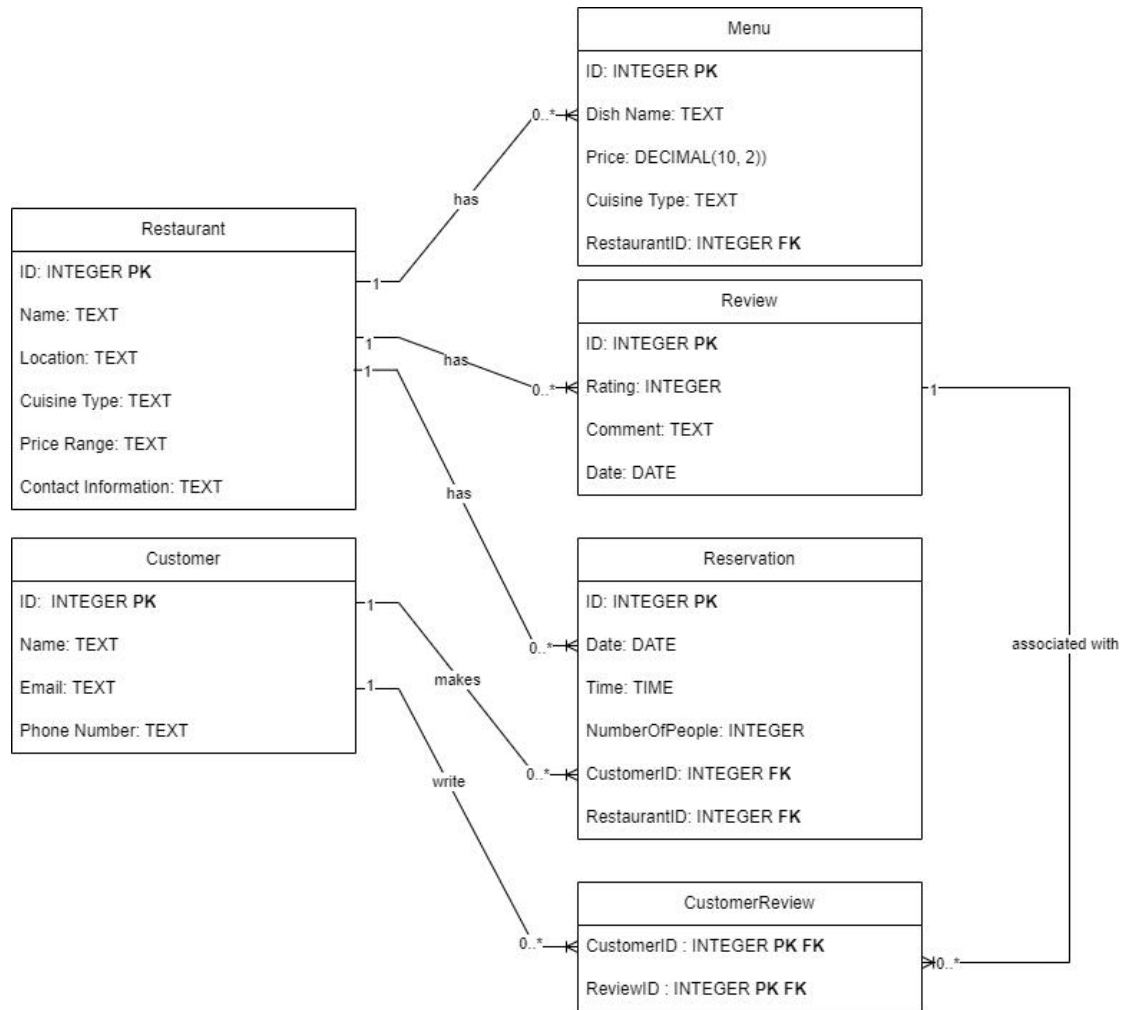 Menu
ID: INTEGER PK
Dish Name: TEXT
Price: DECIMAL(10, 2))
Cuisine Type: TEXT
RestaurantID: INTEGER FK
Restaurant
ID: INTEGER PK
Name: TEXT
Location: TEXT
Cuisine Type: TEXT
Price Range: TEXT
Contact Information: TEXT
1
has
0..*
1
has
0..*
1
has
0..*
Review
ID: INTEGER PK
Rating: INTEGER
Comment: TEXT
Date: DATE
1
associated with
0..*
Customer
ID: INTEGER PK
Name: TEXT
Email: TEXT
Phone Number: TEXT
1
makes
0..*
1
write
0..*
Reservation
ID: INTEGER PK
Date: DATE
Time: TIME
NumberOfPeople: INTEGER
CustomerID: INTEGER FK
RestaurantID: INTEGER FK
CustomerReview
CustomerID : INTEGER PK FK
ReviewID : INTEGER PK FK